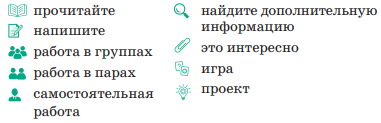 прочитайте
напишите
работа в группах
работа в парах
самостоятельная
работа
найдите дополнительную
информацию
это интересно
игра
проект